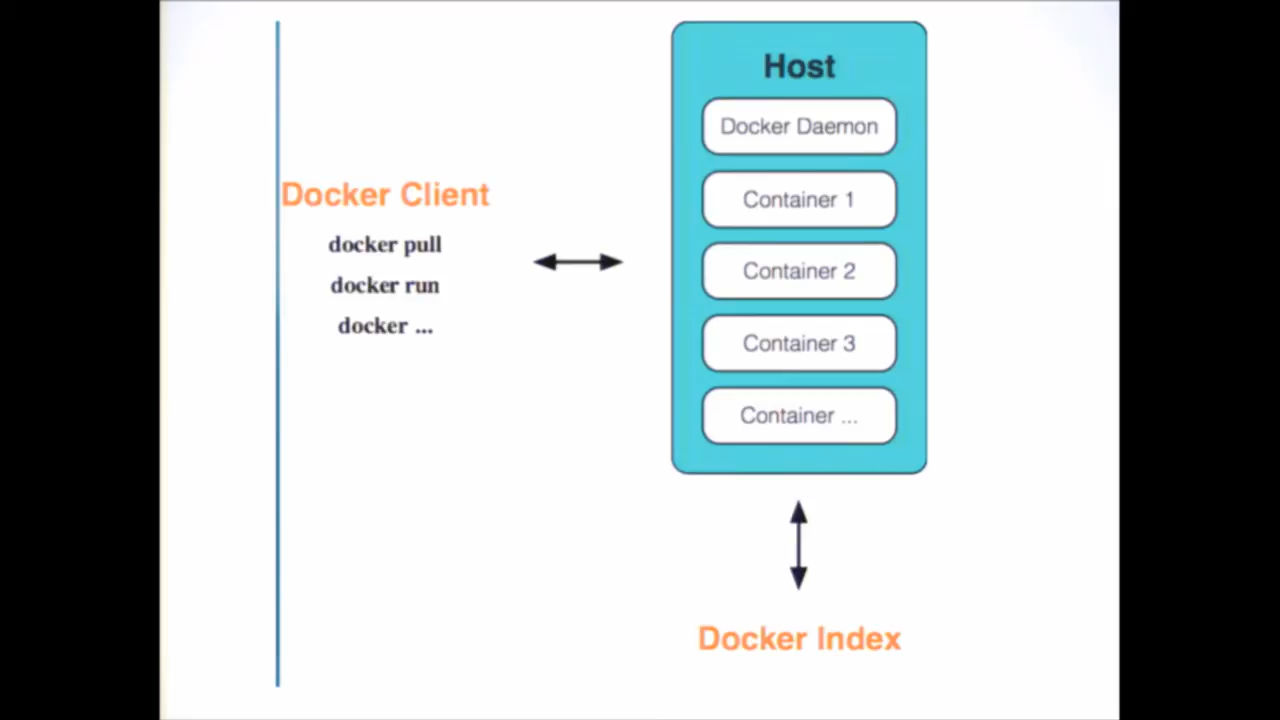 Host
Docker Daemon
Container 1
Container 2
Container 3
Container ...
Docker Client
docker pull
docker run
docker ...
Docker Index